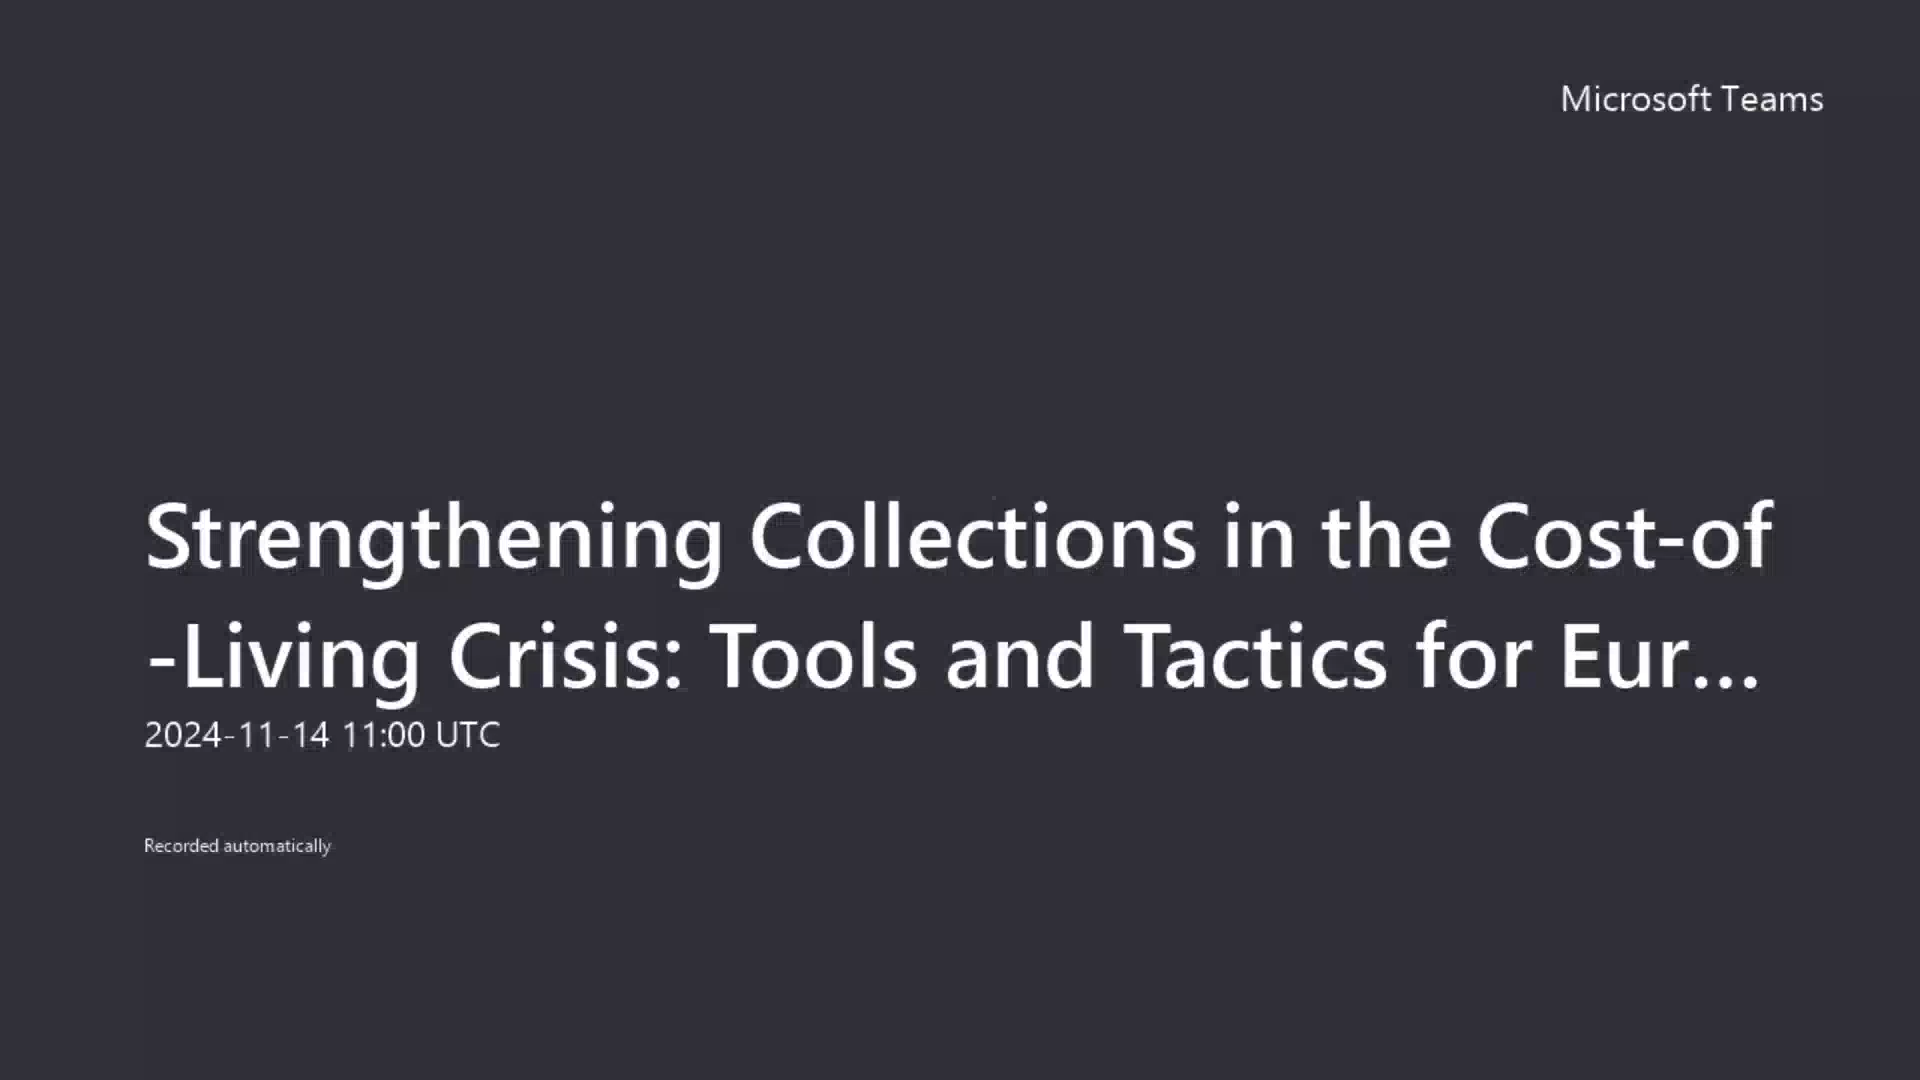 Microsoft Teams
Strengthening Collections in the Cost-of
-Living Crisis: Tools and Tactics for Eur...
2024-11-14 11:00 UTC
Recorded automatically